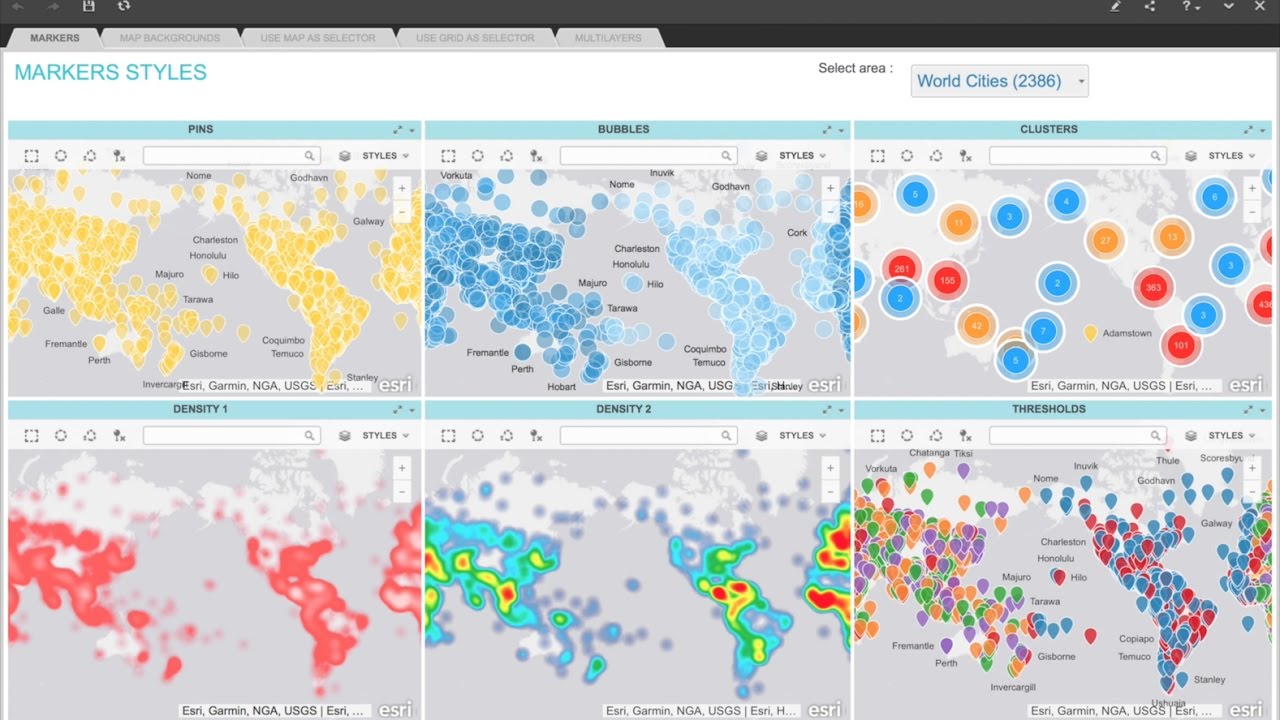 MARKERS
MAP BACKGROUNDS
USE MAP AS SELECTOR
USE GRID AS SELECTOR
MULTILAYERS
MARKERS STYLES
Select area :
World Cities (2386)
PINS
BUBBLES
CLUSTERS
STYLES
STYLES
STYLES
Nome
Godhavn
Galway
Charleston
Honolulu
Majuro
Hilo
Tarawa
Galle
Fremantle
Perth
Gisborne
Coquimbo
Temuco
Stanley
Esri, Garmin, NGA, USGS | Esri, ...
esri
Vorkuta
Inuvik
Nome
Godhavn
Cork
Charleston
Honolulu
Majuro
Hilo
Tarawa
Fremantle
Perth
Gisborne
Hobart
Coquimbo
Temuco
Esri, Garmin, NGA, USGS
esri
16
5
11
3
4
27
13
6
261
155
2
2
363
3
3
42
7
5
101
436
Adamstown
Esri, Garmin, NGA, USGS | Esri, ...
esri
DENSITY 1
DENSITY 2
THRESHOLDS
STYLES
STYLES
STYLES
Esri, Garmin, NGA, USGS | Esri, ...
esri
Esri, Garmin, NGA, USGS | Esri, H...
esri
Chatanga
Tiksi
Vorkuta
Inuvik
Nome
Thule
Scoresbyu
Godhavn
Galway
Charleston
Honolulu
Majuro
Hilo
Tarawa
Fremantle
Perth
Gisborne
Invercargill
Copiapo
Temuco
Stanley
Ushuaia
Esri, Garmin, NGA, USGS | Esri, ...
esri